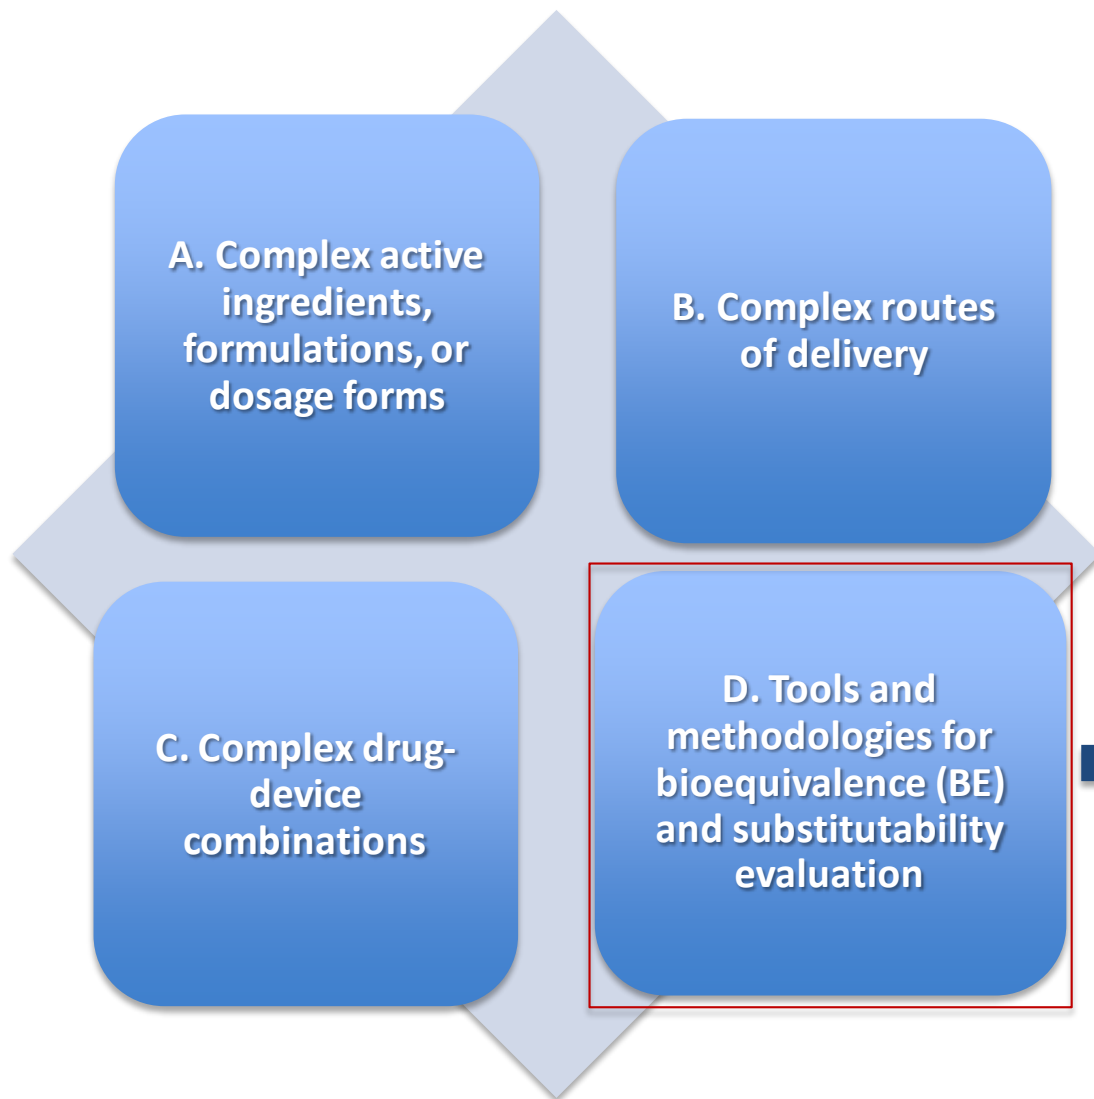 A. Complex active
ingredients,
formulations, or
dosage forms
B. Complex routes
of delivery
C. Complex drug-
device
combinations
D. Tools and
methodologies for
bioequivalence (BE)
and substitutability
evaluation